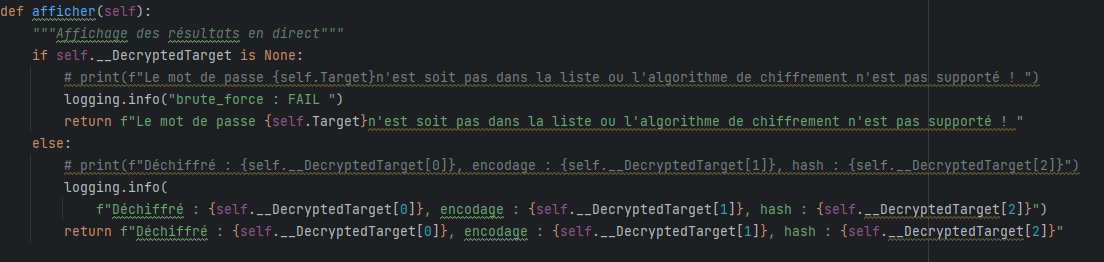 def afficher(self):
    """Affichage des résultats en direct"""
    if self.__DecryptedTarget is None:
        # print(f"Le mot de passe {self.Target}n'est soit pas dans la liste ou l'algorithme de chiffrement n'est pas supporté ! ")
        logging.info("brute_force : FAIL ")
        return f"Le mot de passe {self.Target}n'est soit pas dans la liste ou l'algorithme de chiffrement n'est pas supporté ! "
    else:
        # print(f"Déchiffré : {self.__DecryptedTarget[0]}, encodage : {self.__DecryptedTarget[1]}, hash : {self.__DecryptedTarget[2]}")
        logging.info(
            f"Déchiffré : {self.__DecryptedTarget[0]}, encodage : {self.__DecryptedTarget[1]}, hash : {self.__DecryptedTarget[2]}")
        return f"Déchiffré : {self.__DecryptedTarget[0]}, encodage : {self.__DecryptedTarget[1]}, hash : {self.__DecryptedTarget[2]}"